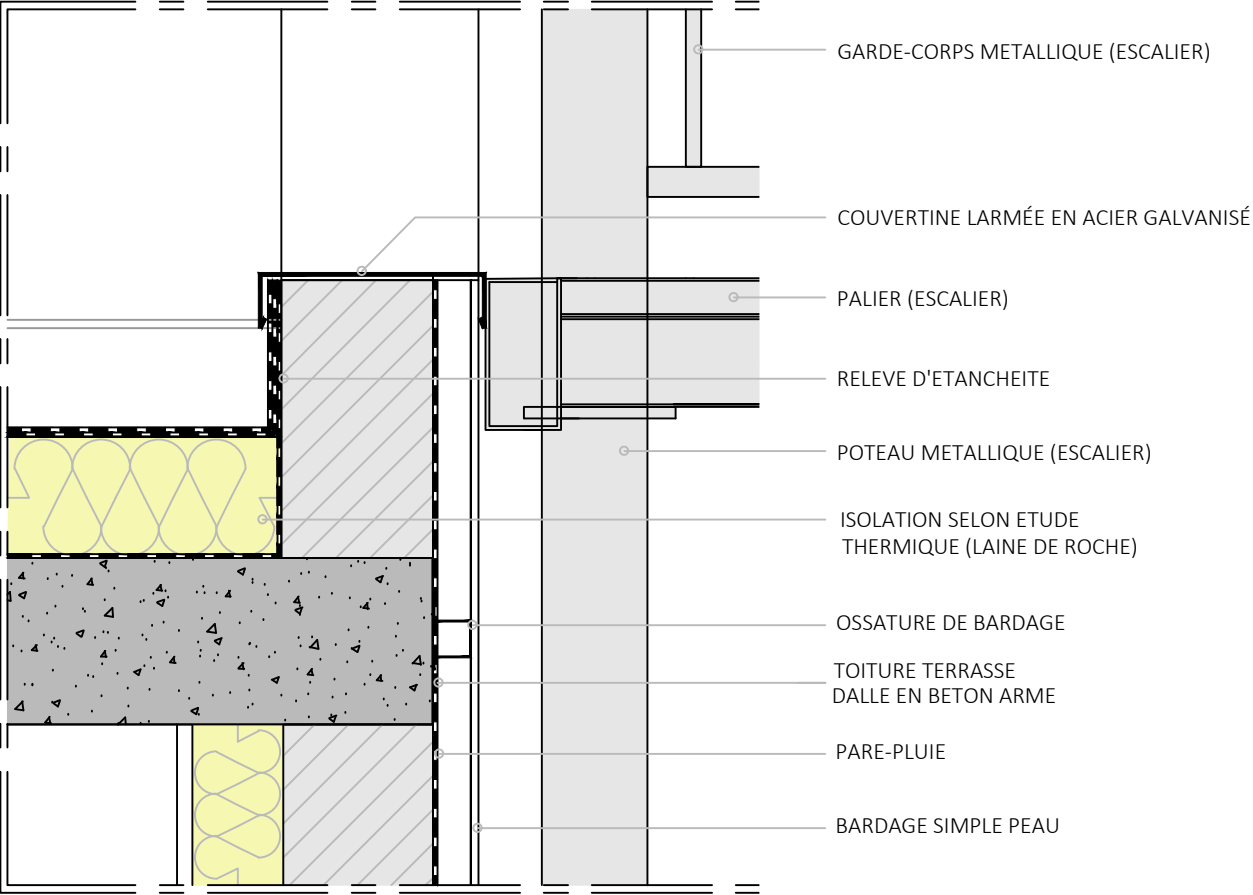 GARDE-CORPS METALLIQUE (ESCALIER)
COUVERTINE LARMÉE EN ACIER GALVANISÉ
PALIER (ESCALIER)
RELEVE D'ETANCHEITE
POTEAU METALLIQUE (ESCALIER)
ISOLATION SELON ETUDE
THERMIQUE (LAINE DE ROCHE)
OSSATURE DE BARDAGE
TOITURE TERRASSE
DALLE EN BETON ARME
PARE-PLUIE
BARDAGE SIMPLE PEAU